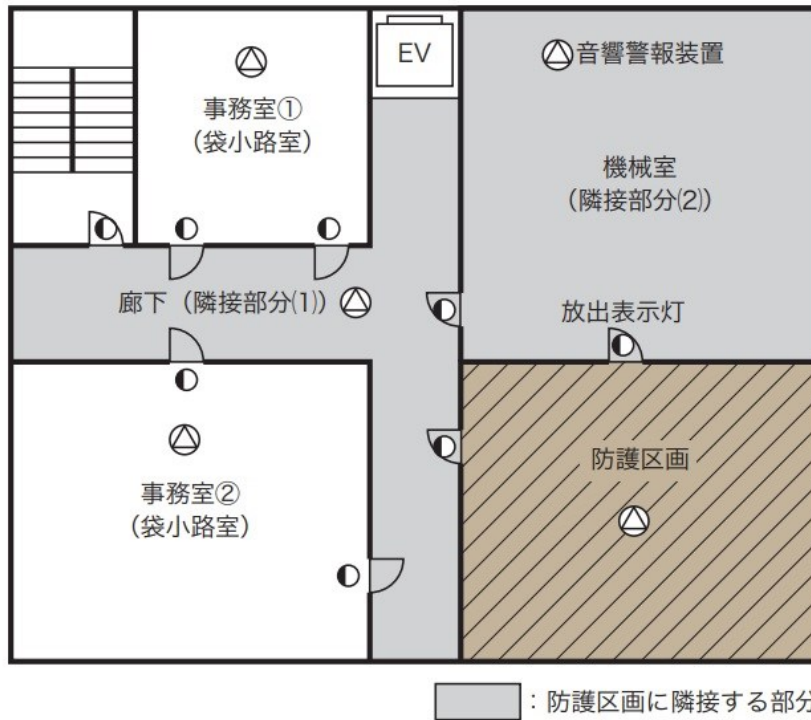 EV
音響警報装置
事務室①
（袋小路室）
機械室
（隣接部分⑵）
廊下（隣接部分⑴）
放出表示灯
防護区画
事務室②
（袋小路室）
：防護区画に隣接する部分